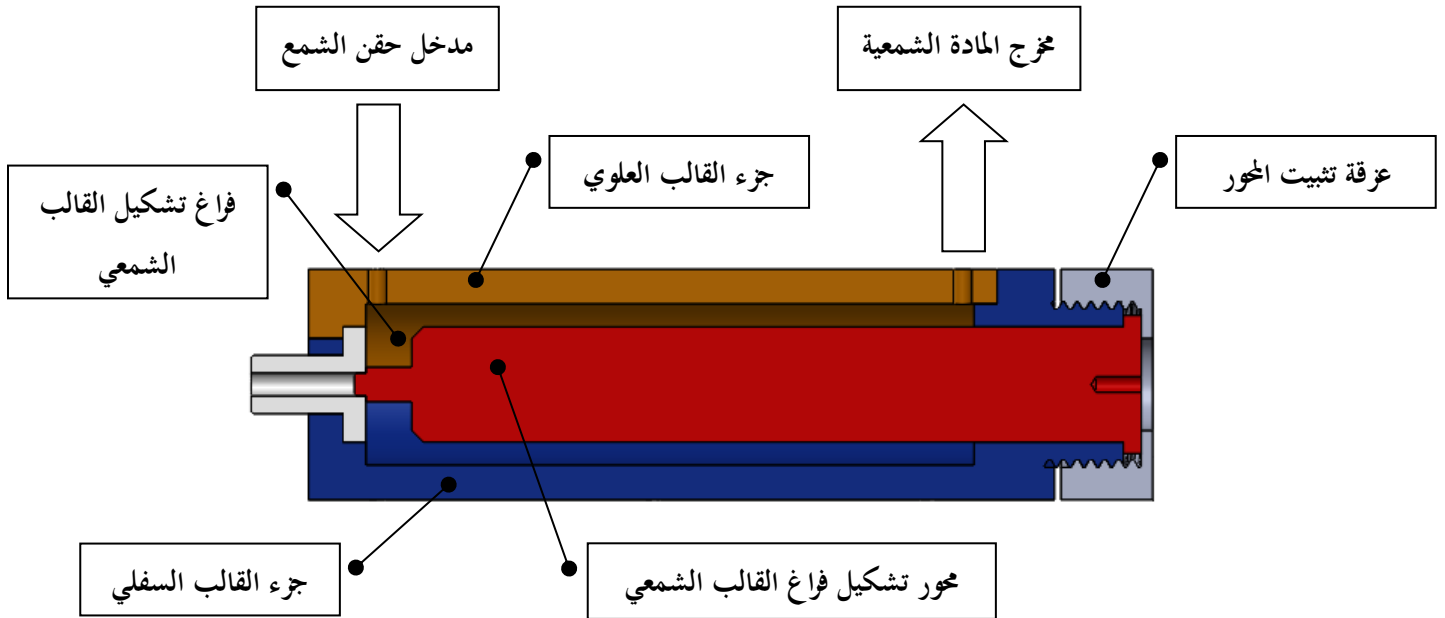 مخرج المادة الشمعية
مدخل حقن الشمع
عزقة تثبيت المحور
جزء القالب العلوي
فراغ تشكيل القالب
الشمعي
محور تشكيل فراغ القالب الشمعي
جزء القالب السفلي